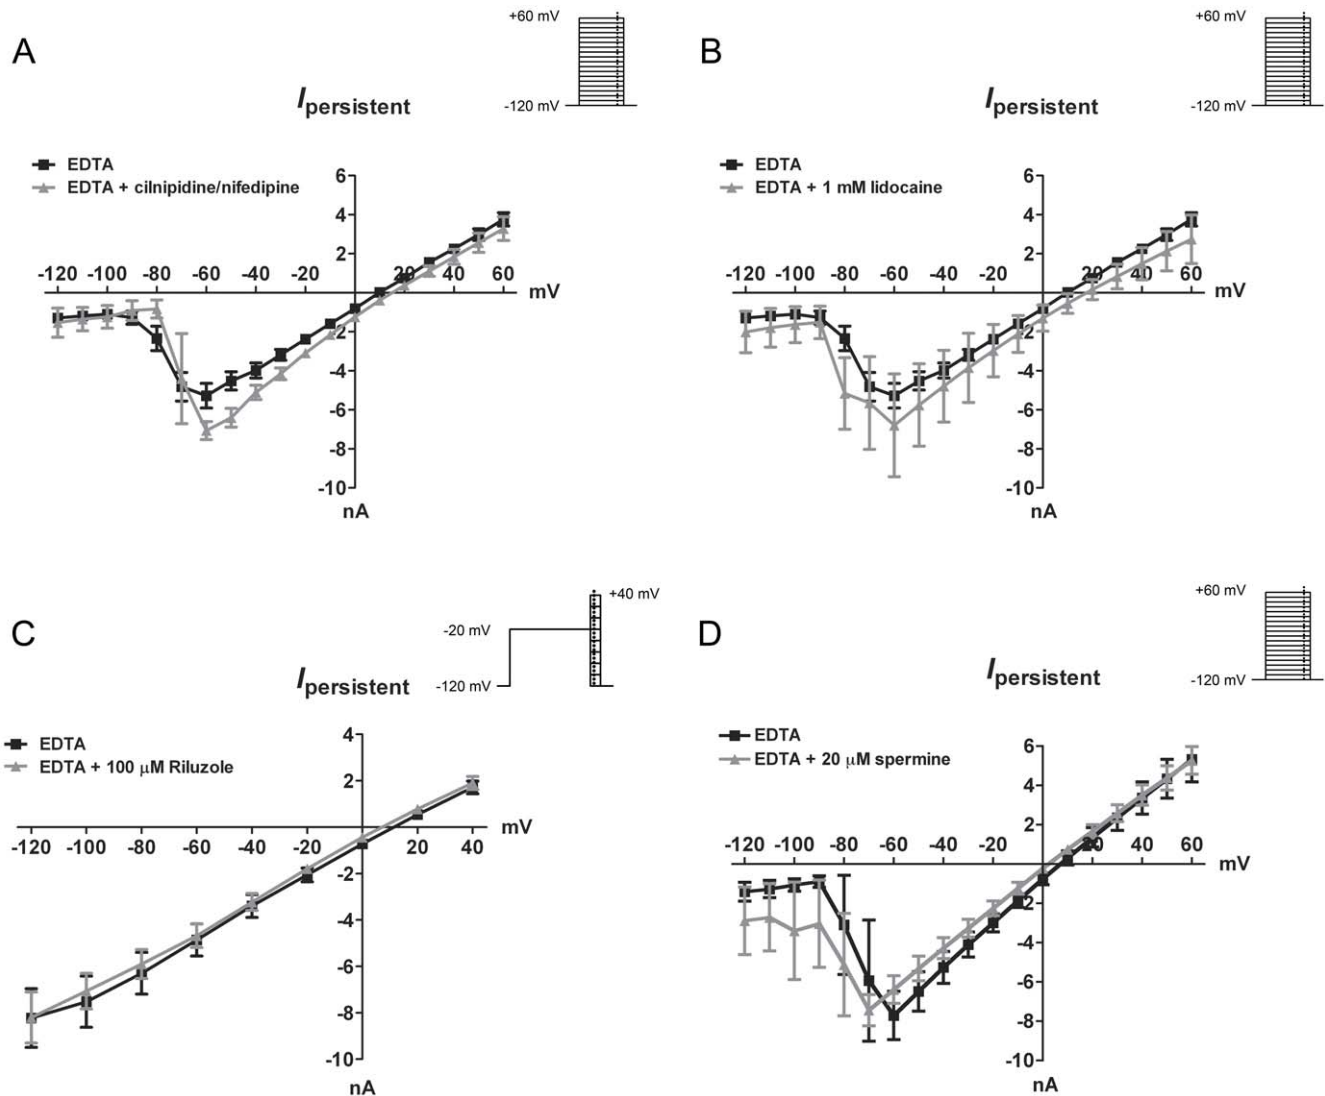 A
+60 mV
-120 mV
I persistent
EDTA
EDTA + cilnipidine/nifedipine
6
4
2
-120 -100 -80 -60 -40 -20 20 40 60 mV
-2
-4
-6
-8
-10
nA
B
+60 mV
-120 mV
I persistent
EDTA
EDTA + 1 mM lidocaine
6
4
2
-120 -100 -80 -60 -40 -20 20 40 60 mV
-2
-4
-6
-8
-10
nA
C
+40 mV
-20 mV
-120 mV
I persistent
EDTA
EDTA + 100 μM Riluzole
4
2
mV
-120 -100 -80 -60 -40 -20 20 40
-2
-4
-6
-8
-10
nA
D
+60 mV
-120 mV
I persistent
EDTA
EDTA + 20 μM spermine
6
4
2
-120 -100 -80 -60 -40 -20 20 40 60 mV
-2
-4
-6
-8
-10
nA